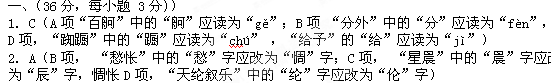 一、(36分，每小题 3 分))
1. C（A 项“百舸”中的“舸”应读为“gě”；B 项 “分外”中的“分”应读为“fèn”，
D 项，“踟蹰”中的“蹰”应读为“chú” ，“给予”的“给”应读为“jǐ”）
2. A（B 项， “愁怅”中的“愁”字应改为“惆”字；C 项， “星晨”中的“晨”字应
为“辰”字，惆怅 D 项，“天纶叙乐”中的“纶”字应改为“伦”字）